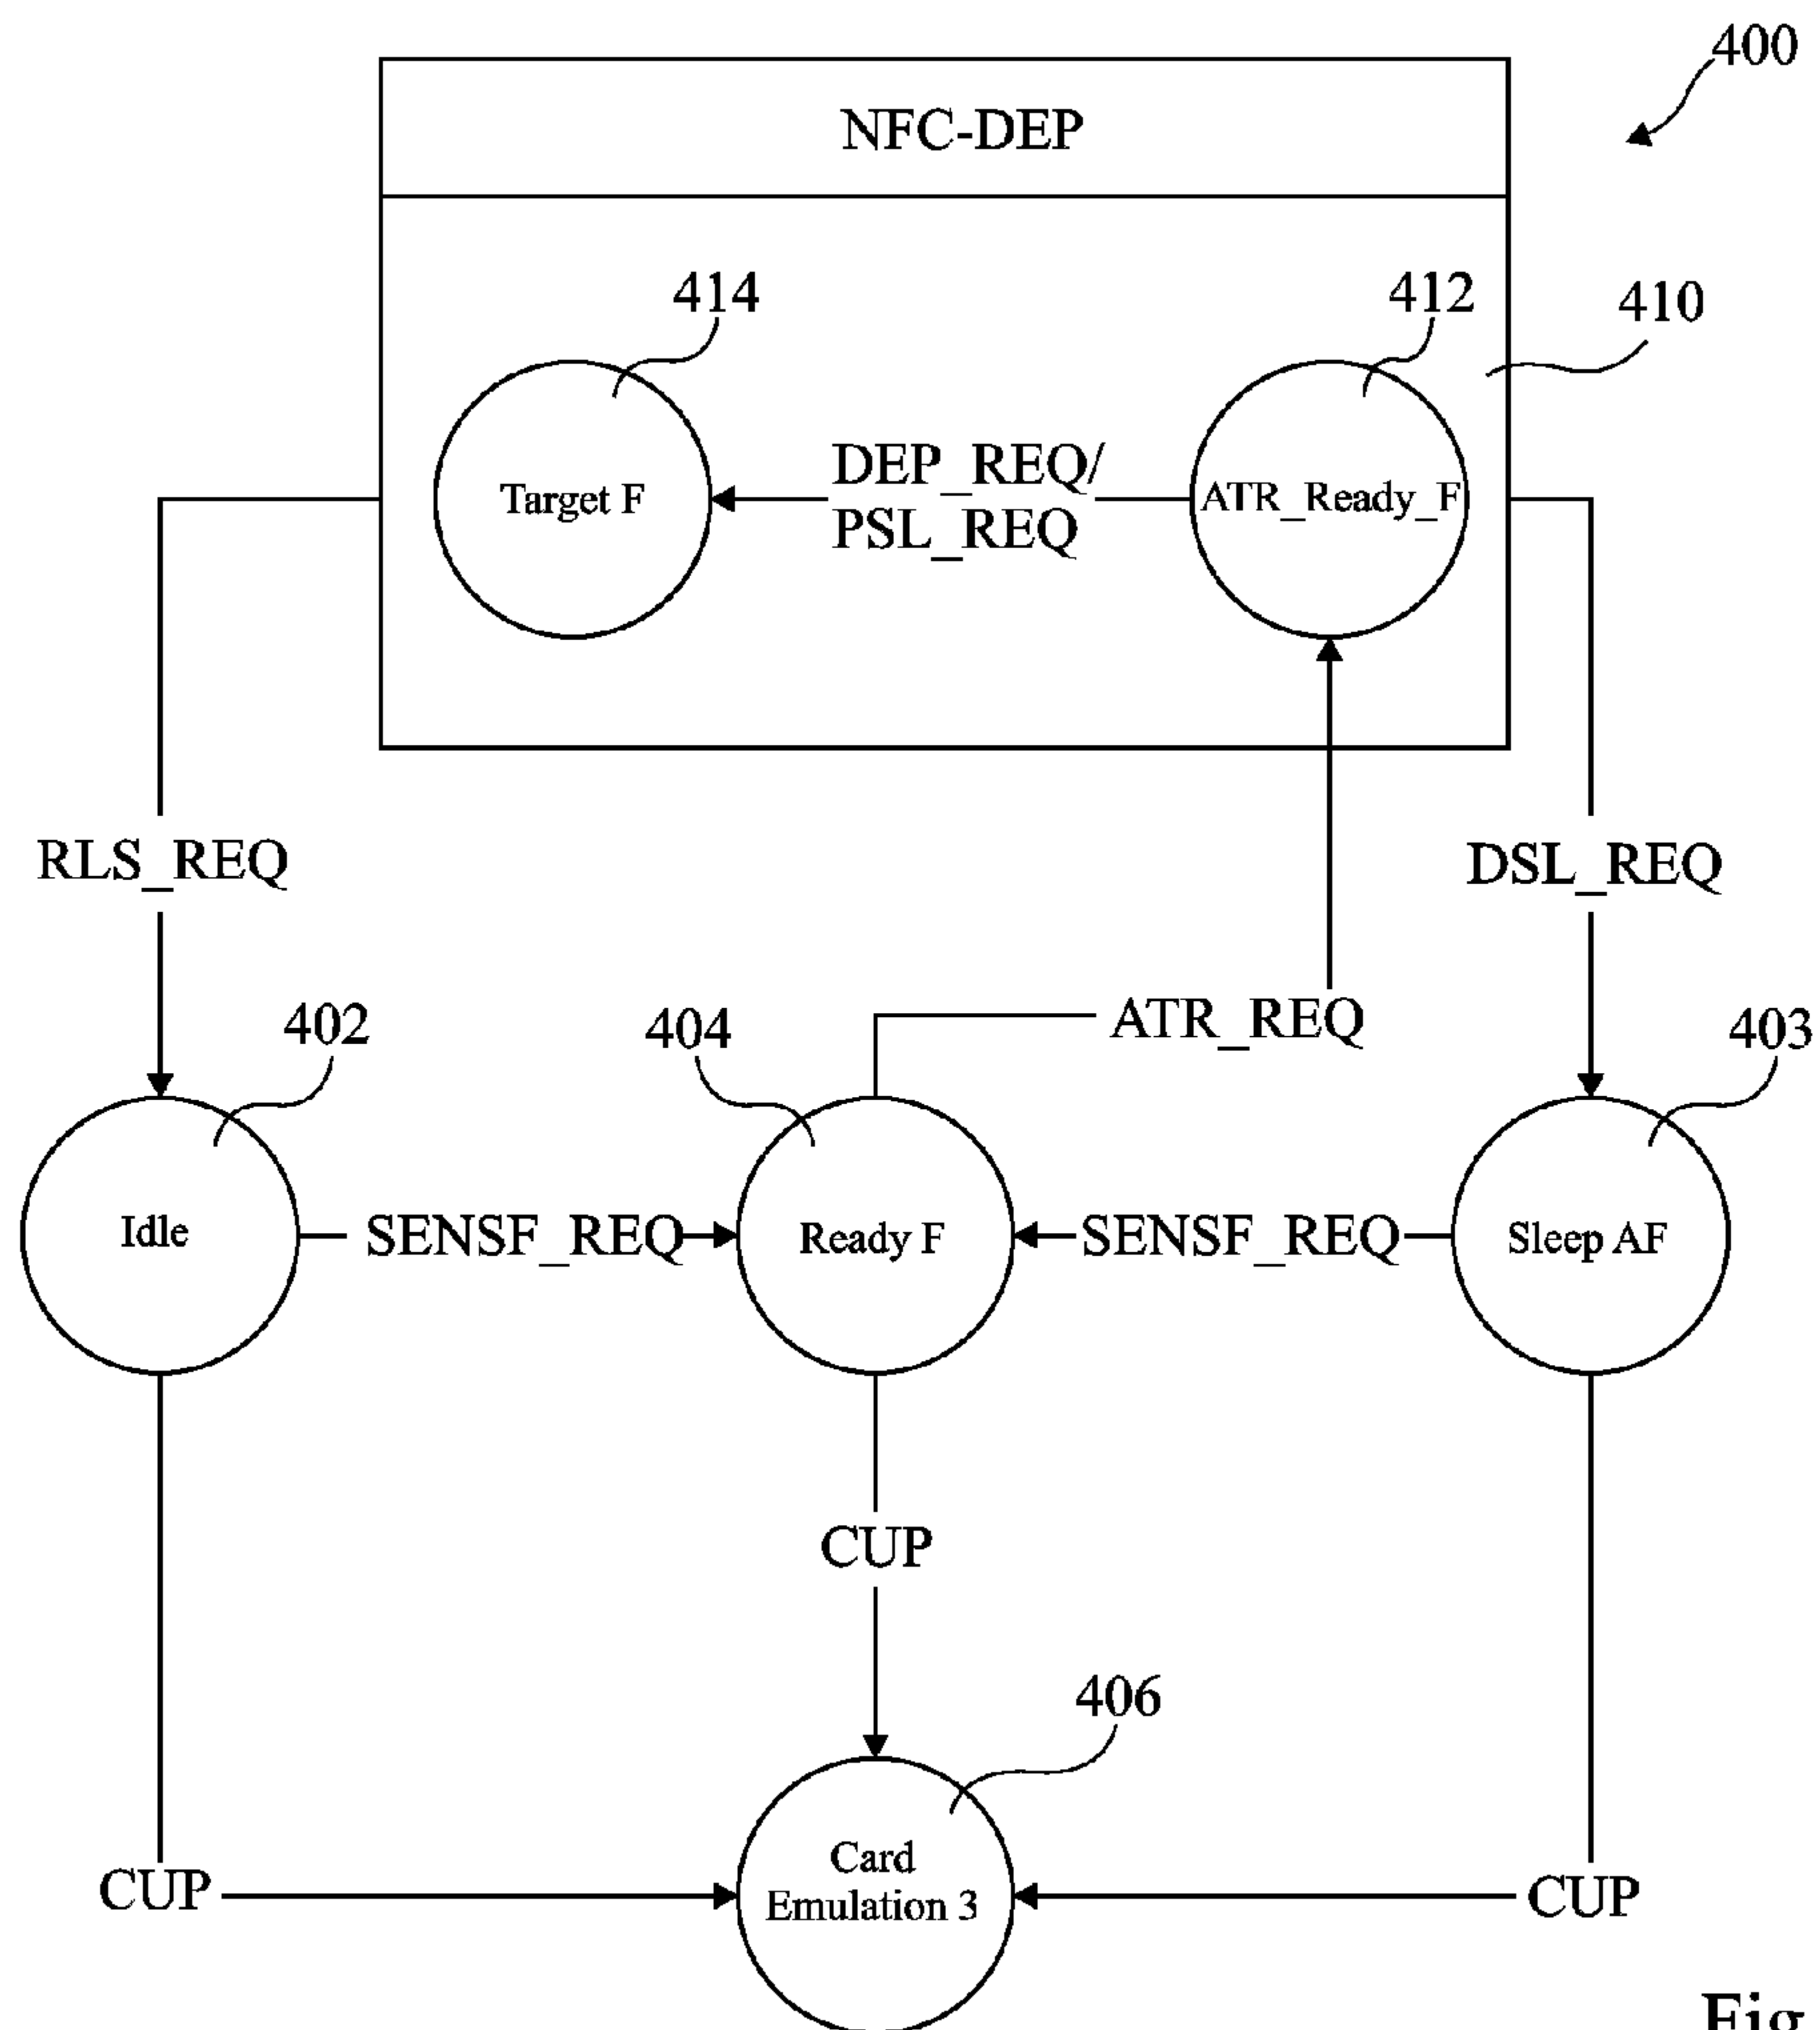 400
NFC-DEP
414
412
410
Target F
DEP_REQ/
PSL_REQ
ATR_Ready_F
RLS_REQ
DSL_REQ
402
404
ATR_REQ
403
Idle
SENSF_REQ
Ready F
SENSF_REQ
Sleep AF
CUP
406
Card
Emulation 3
CUP
CUP
Fig